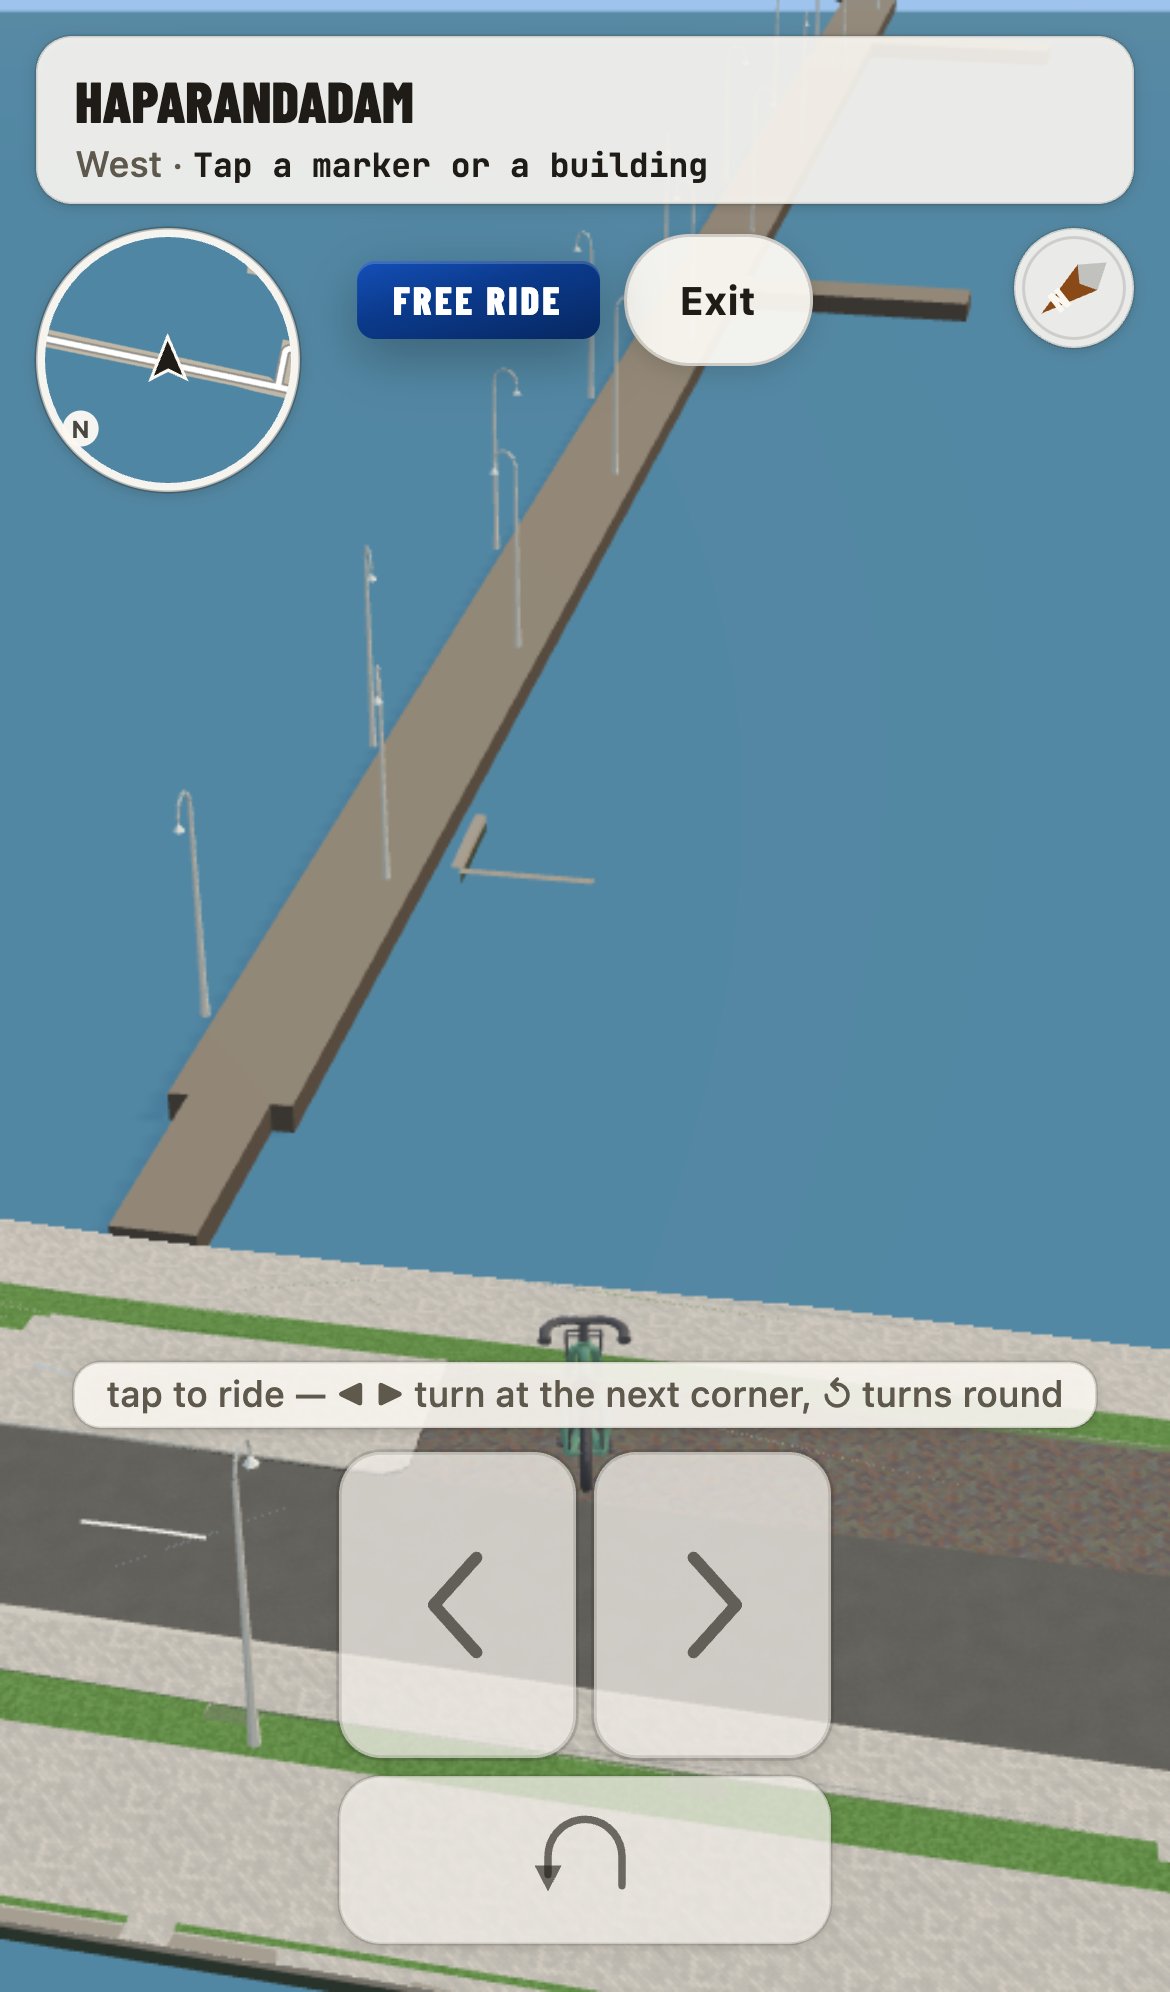 HAPARANDADAM
West · Tap a marker or a building
FREE RIDE
Exit
N
tap to ride — ◀ ▶ turn at the next corner, ↺ turns round